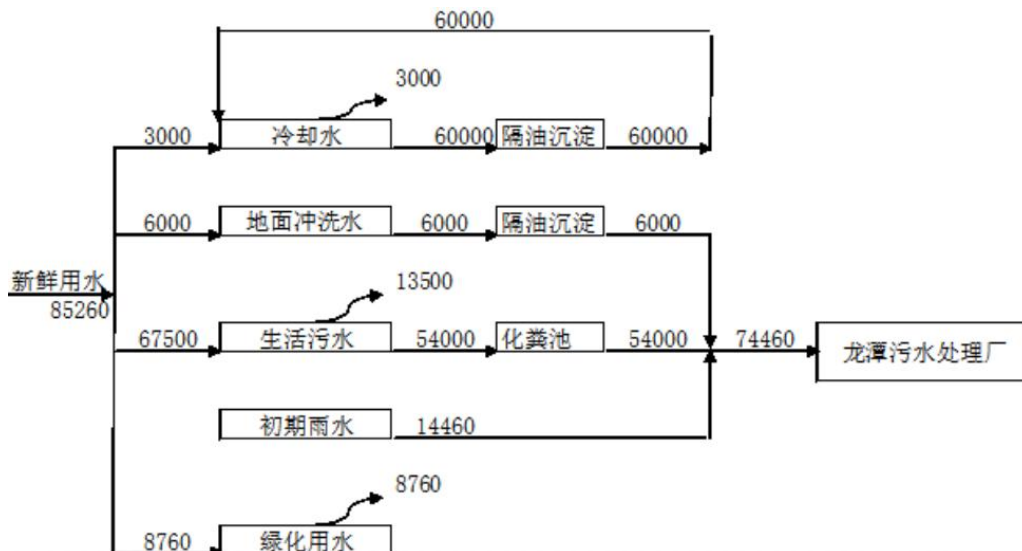 60000
3000
3000 冷却水 60000 隔油沉淀 60000
6000 地面冲洗水 6000 隔油沉淀 6000
新鲜用水
85260
13500
67500 生活污水 54000 化粪池 54000 74460 龙潭污水处理厂
初期雨水 14460
8760
8760 绿化用水